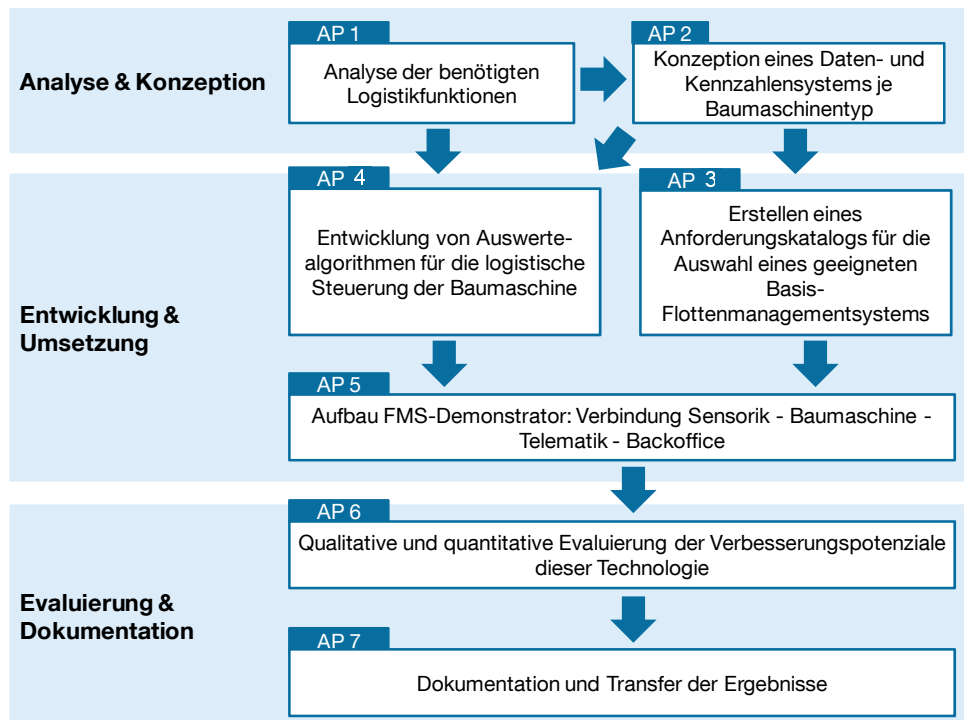 AP 1
AP 2
Analyse & Konzeption
Analyse der benötigten
Logistikfunktionen
Konzeption eines Daten- und
Kennzahlensystems je
Baumaschinentyp
AP 4
AP 3
Entwicklung &
Umsetzung
Entwicklung von Auswerte-
algorithmen für die logistische
Steuerung der Baumaschine
Erstellen eines
Anforderungskatalogs für die
Auswahl eines geeigneten
Basis-
Flottenmanagementsystems
AP 5
Aufbau FMS-Demonstrator: Verbindung Sensorik - Baumaschine -
Telematik - Backoffice
AP 6
Evaluierung &
Dokumentation
Qualitative und quantitative Evaluierung der Verbesserungspotenziale
dieser Technologie
AP 7
Dokumentation und Transfer der Ergebnisse